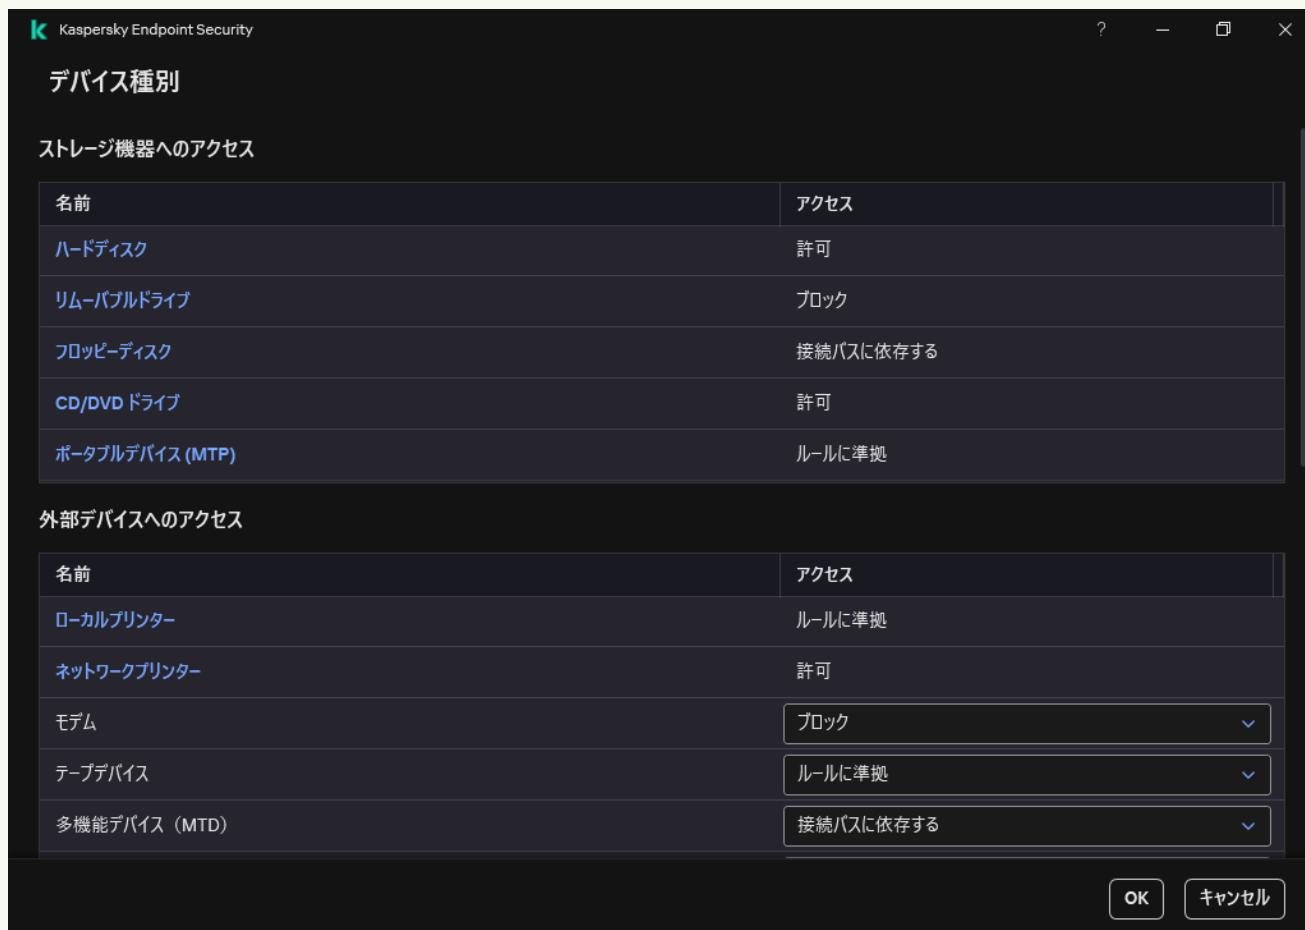 Kaspersky Endpoint Security
デバイス種別
ストレージ機器へのアクセス
名前 アクセス
ハードディスク 許可
リムーバブルドライブ ブロック
フロッピーディスク 接続バスに依存する
CD/DVD ドライブ 許可
ポータブルデバイス (MTP) ルールに準拠
外部デバイスへのアクセス
名前 アクセス
ローカルプリンター ルールに準拠
ネットワークプリンター 許可
モデム ブロック
テープデバイス ルールに準拠
多機能デバイス（MTD） 接続バスに依存する
OK キャンセル